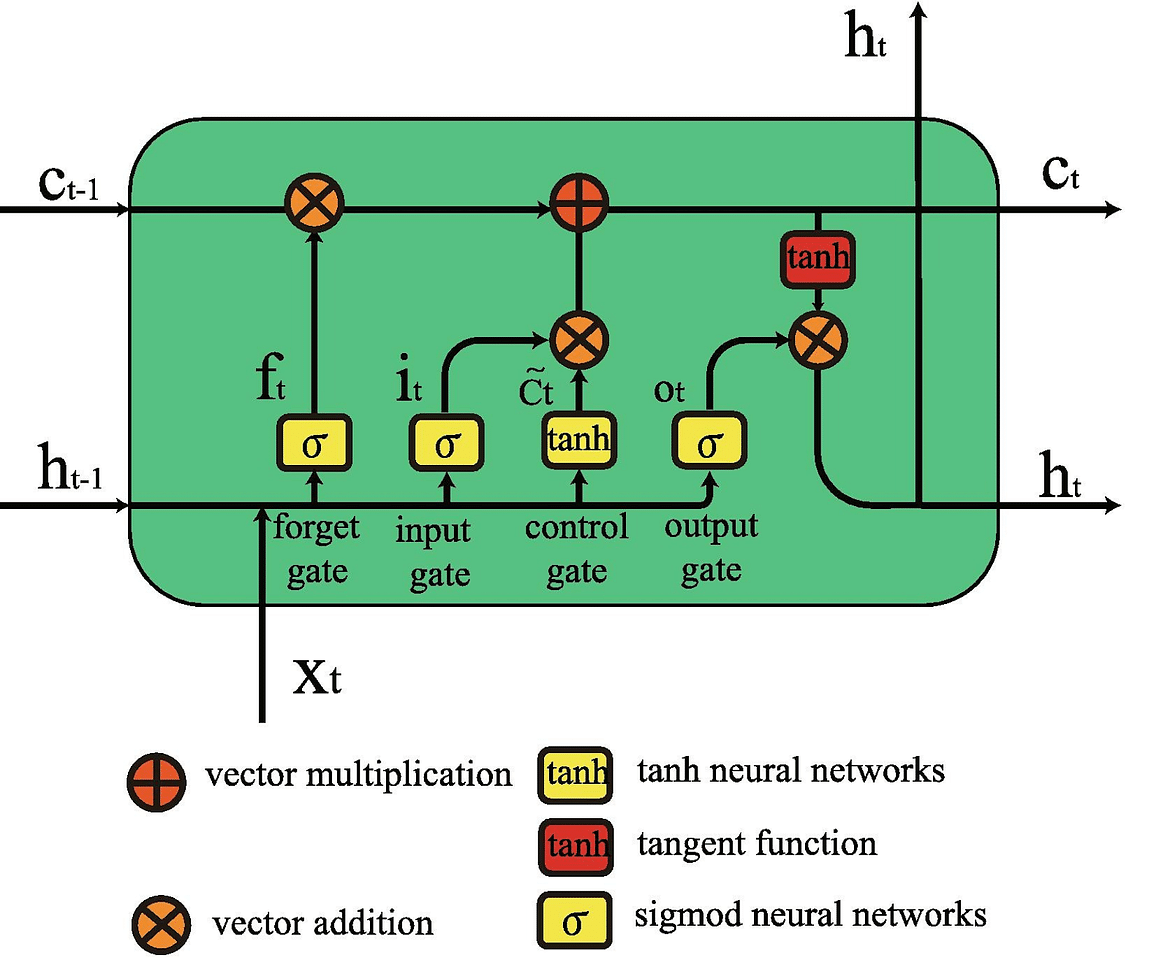 hₜ
cₜ₋₁
cₜ
tanh
fₜ
iₜ
C̃ₜ
oₜ
σ
σ
tanh
σ
hₜ₋₁
hₜ
forget gate
input gate
control gate
output gate
xₜ
vector multiplication
tanh
tanh neural networks
tanh
tangent function
vector addition
σ
sigmod neural networks